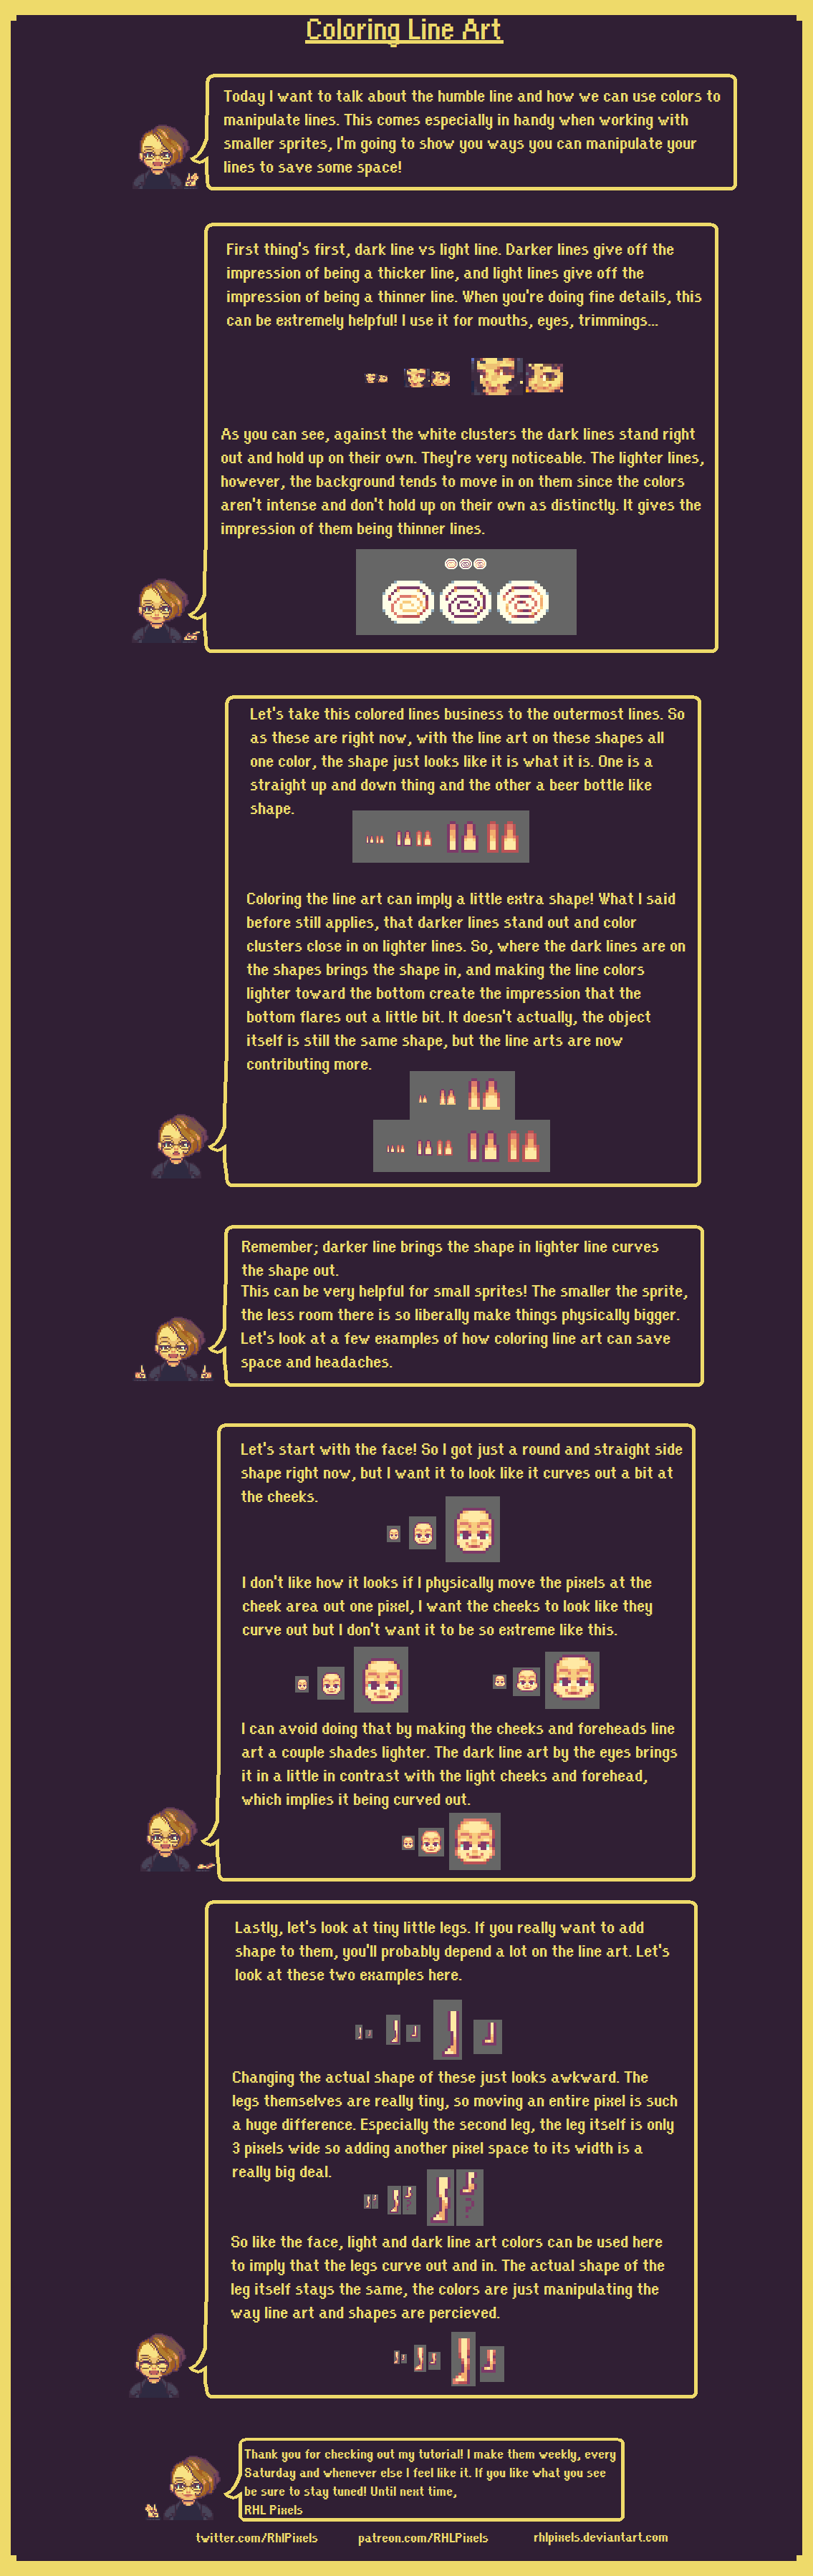 Coloring Line Art
Today I want to talk about the humble line and how we can use colors to
manipulate lines. This comes especially in handy when working with
smaller sprites, I'm going to show you ways you can manipulate your
lines to save some space!
First thing's first, dark line vs light line. Darker lines give off the
impression of being a thicker line, and light lines give off the
impression of being a thinner line. When you're doing fine details, this
can be extremely helpful! I use it for mouths, eyes, trimmings...
As you can see, against the white clusters the dark lines stand right
out and hold up on their own. They're very noticeable. The lighter lines,
however, the background tends to move in on them since the colors
aren't intense and don't hold up on their own as distinctly. It gives the
impression of them being thinner lines.
Let's take this colored lines business to the outermost lines. So
as these are right now, with the line art on these shapes all
one color, the shape just looks like it is what it is. One is a
straight up and down thing and the other a beer bottle like
shape.
Coloring the line art can imply a little extra shape! What I said
before still applies, that darker lines stand out and color
clusters close in on lighter lines. So, where the dark lines are on
the shapes brings the shape in, and making the line colors
lighter toward the bottom create the impression that the
bottom flares out a little bit. It doesn't actually, the object
itself is still the same shape, but the line arts are now
contributing more.
Remember; darker line brings the shape in lighter line curves
the shape out.
This can be very helpful for small sprites! The smaller the sprite,
the less room there is so liberally make things physically bigger.
Let's look at a few examples of how coloring line art can save
space and headaches.
Let's start with the face! So I got just a round and straight side
shape right now, but I want it to look like it curves out a bit at
the cheeks.
I don't like how it looks if I physically move the pixels at the
cheek area out one pixel, I want the cheeks to look like they
curve out but I don't want it to be so extreme like this.
I can avoid doing that by making the cheeks and foreheads line
art a couple shades lighter. The dark line art by the eyes brings
it in a little in contrast with the light cheeks and forehead,
which implies it being curved out.
Lastly, let's look at tiny little legs. If you really want to add
shape to them, you'll probably depend a lot on the line art. Let's
look at these two examples here.
Changing the actual shape of these just looks awkward. The
legs themselves are really tiny, so moving an entire pixel is such
a huge difference. Especially the second leg, the leg itself is only
3 pixels wide so adding another pixel space to its width is a
really big deal.
?
So like the face, light and dark line art colors can be used here
to imply that the legs curve out and in. The actual shape of the
leg itself stays the same, the colors are just manipulating the
way line art and shapes are percieved.
Thank you for checking out my tutorial! I make them weekly, every
Saturday and whenever else I feel like it. If you like what you see
be sure to stay tuned! Until next time,
RHL Pixels
twitter.com/RhlPixels patreon.com/RHLPixels rhlpixels.deviantart.com